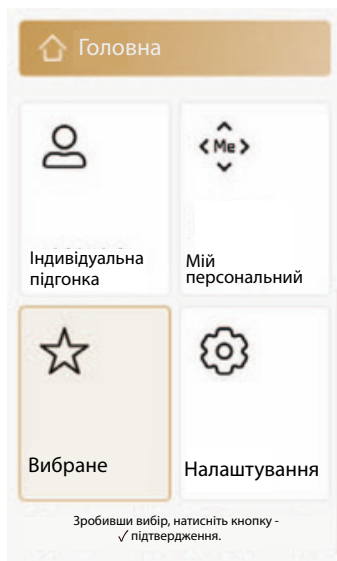 Головна
Індивідуальна
підгонка
Me
Мій
персональний
Вибране
Налаштування
Зробивши вибір, натисніть кнопку -
✓ підтвердження.